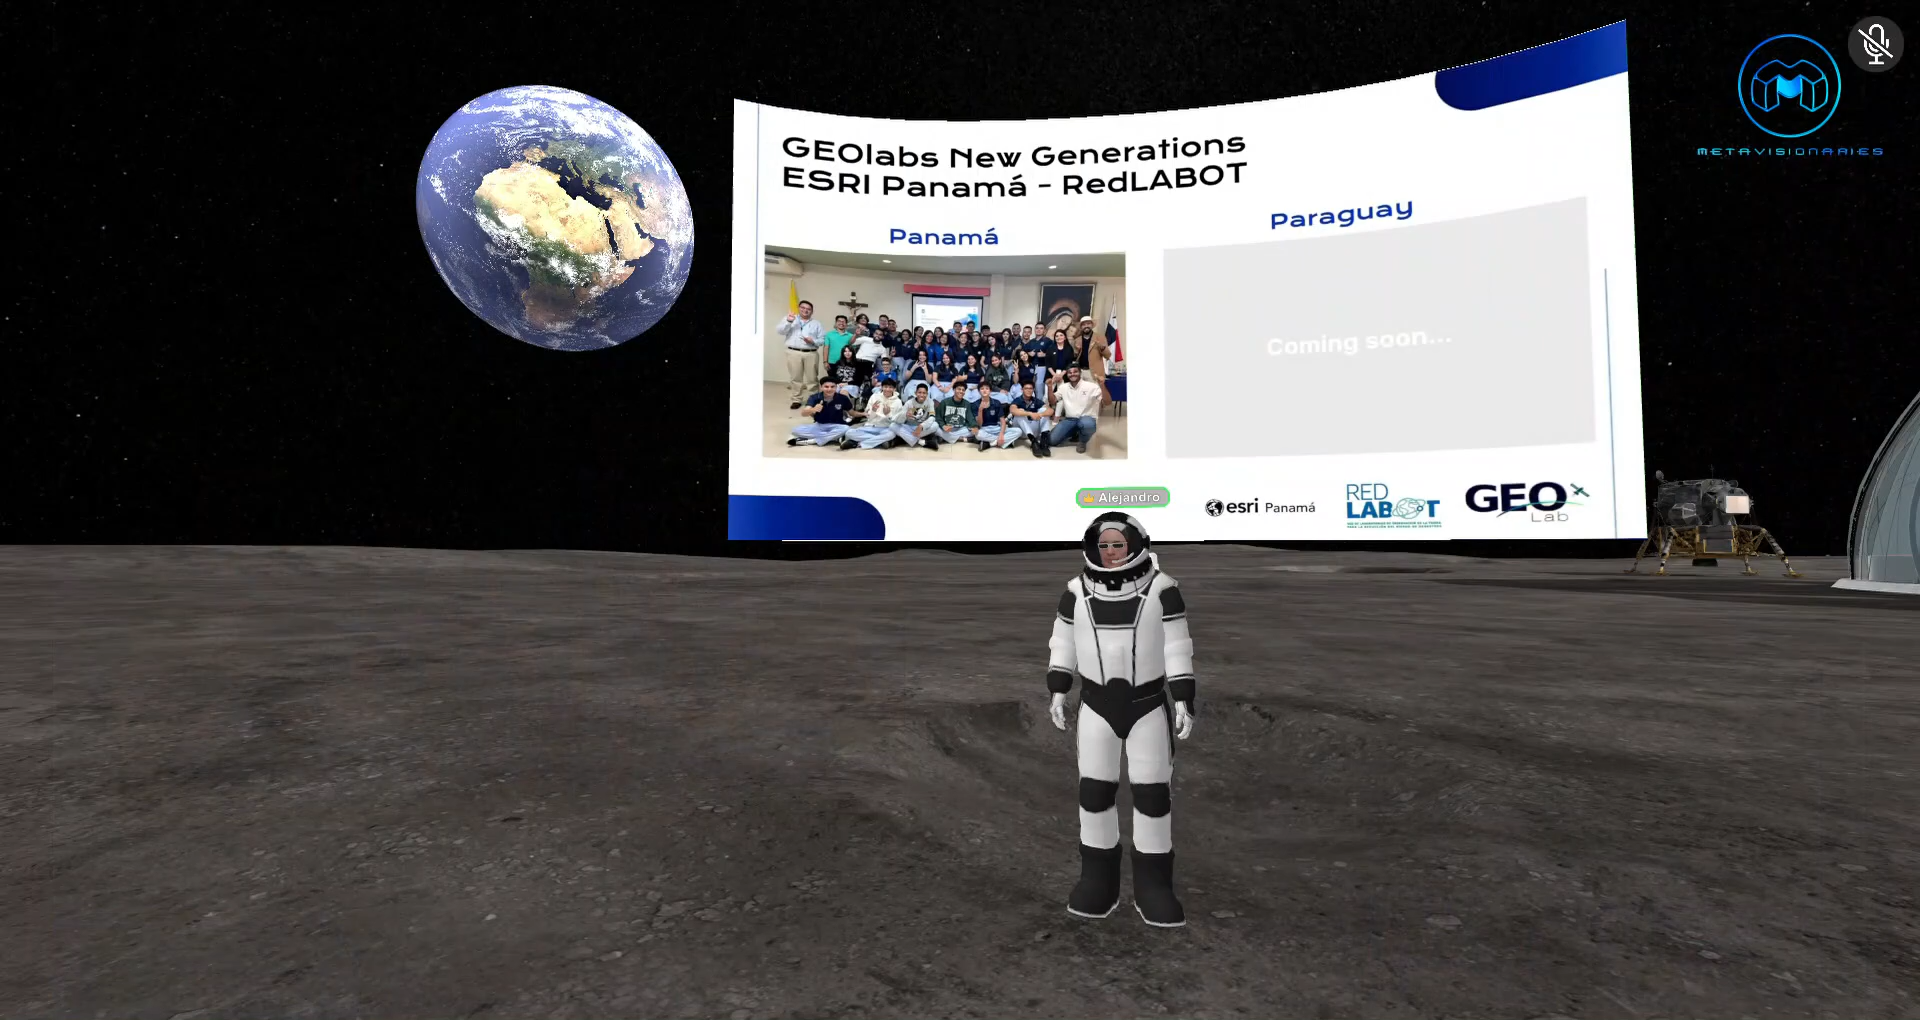 METAVISIONARIES
GEOlabs New Generations
ESRI Panamá - RedLABOT
Panamá
Paraguay
Coming soon...
Alejandro
esri Panamá
RED
LABOT
GEO
Lab